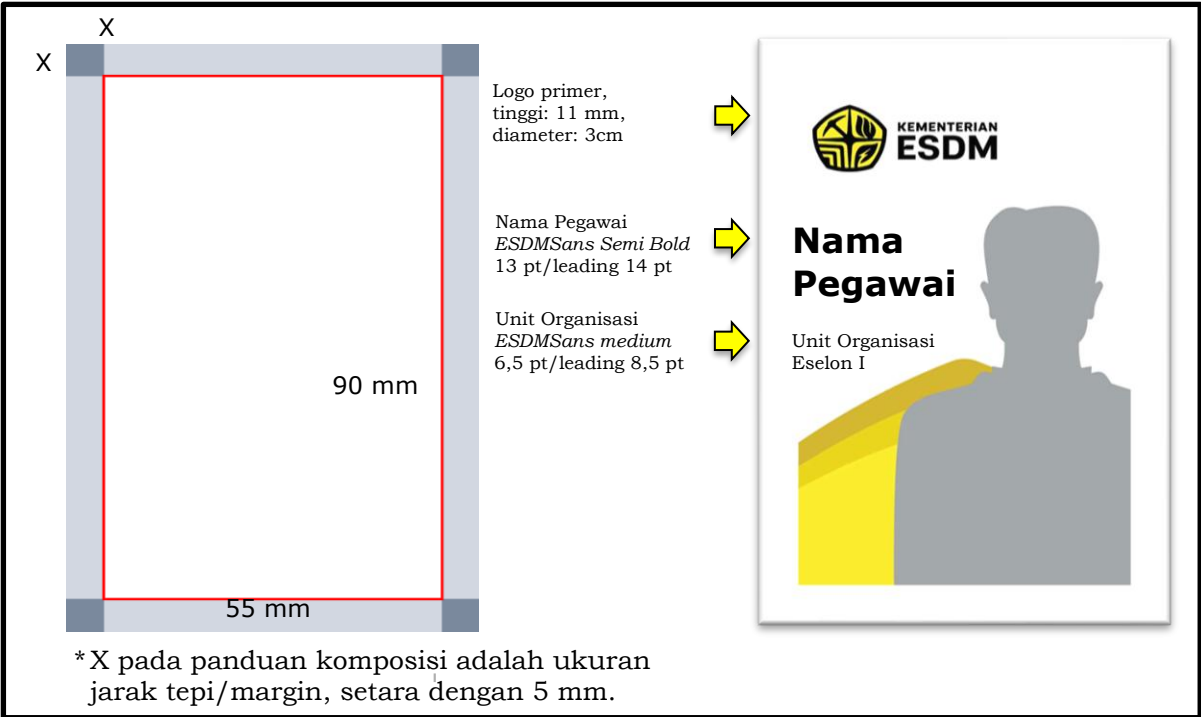 X
X
90 mm
55 mm
*X pada panduan komposisi adalah ukuran
jarak tepi/margin, setara dengan 5 mm.
Logo primer,
tinggi: 11 mm,
diameter: 3cm
Nama Pegawai
ESDMSans Semi Bold
13 pt/leading 14 pt
Unit Organisasi
ESDMSans medium
6,5 pt/leading 8,5 pt
KEMENTERIAN
ESDM
Nama
Pegawai
Unit Organisasi
Eselon I